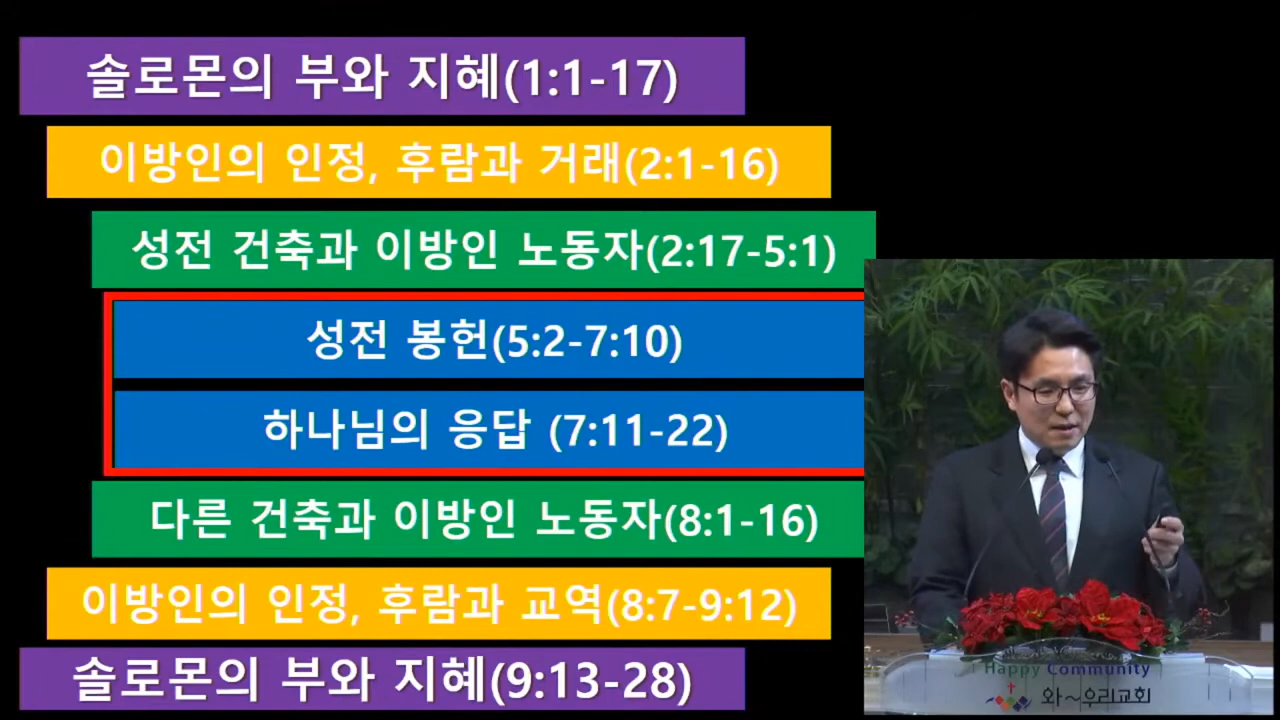 솔로몬의 부와 지혜(1:1-17)
이방인의 인정, 후람과 거래(2:1-16)
성전 건축과 이방인 노동자(2:17-5:1)
성전 봉헌(5:2-7:10)
하나님의 응답 (7:11-22)
다른 건축과 이방인 노동자(8:1-16)
이방인의 인정, 후람과 교역(8:7-9:12)
솔로몬의 부와 지혜(9:13-28)
Happy Community
와~우리교회